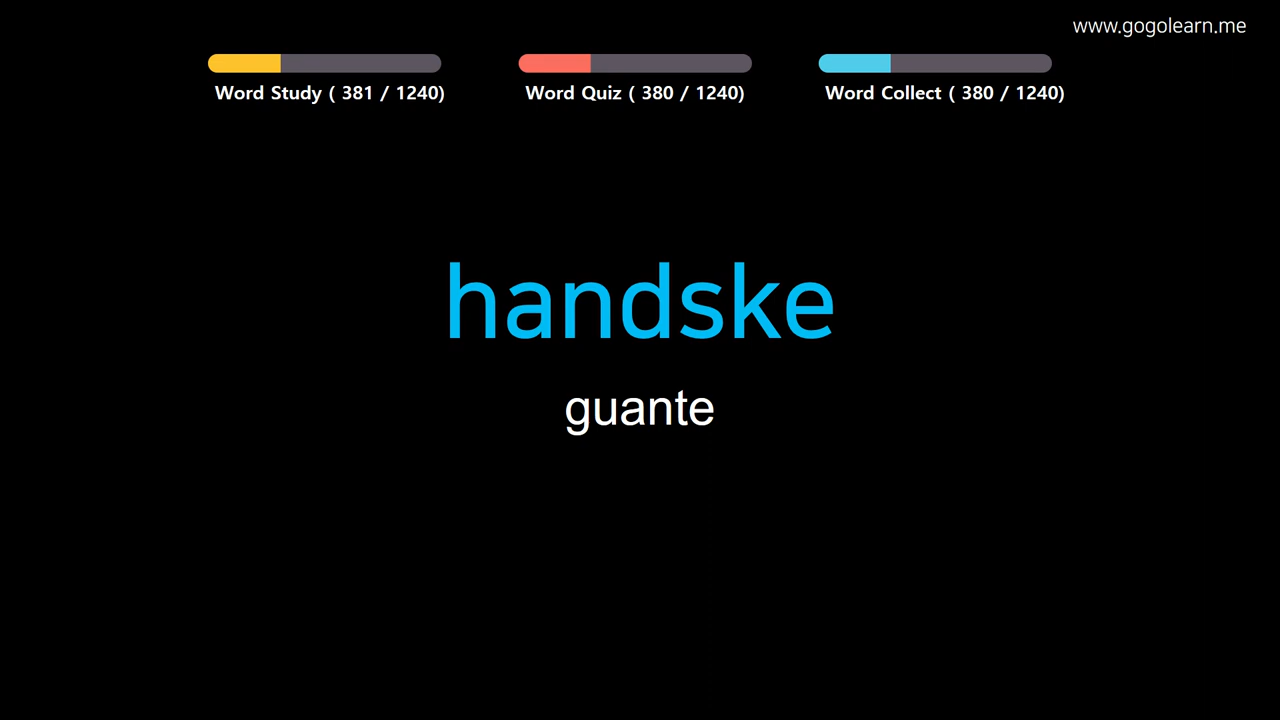 www.gogolearn.me
Word Study ( 381 / 1240)
Word Quiz ( 380 / 1240)
Word Collect ( 380 / 1240)
handske
guante